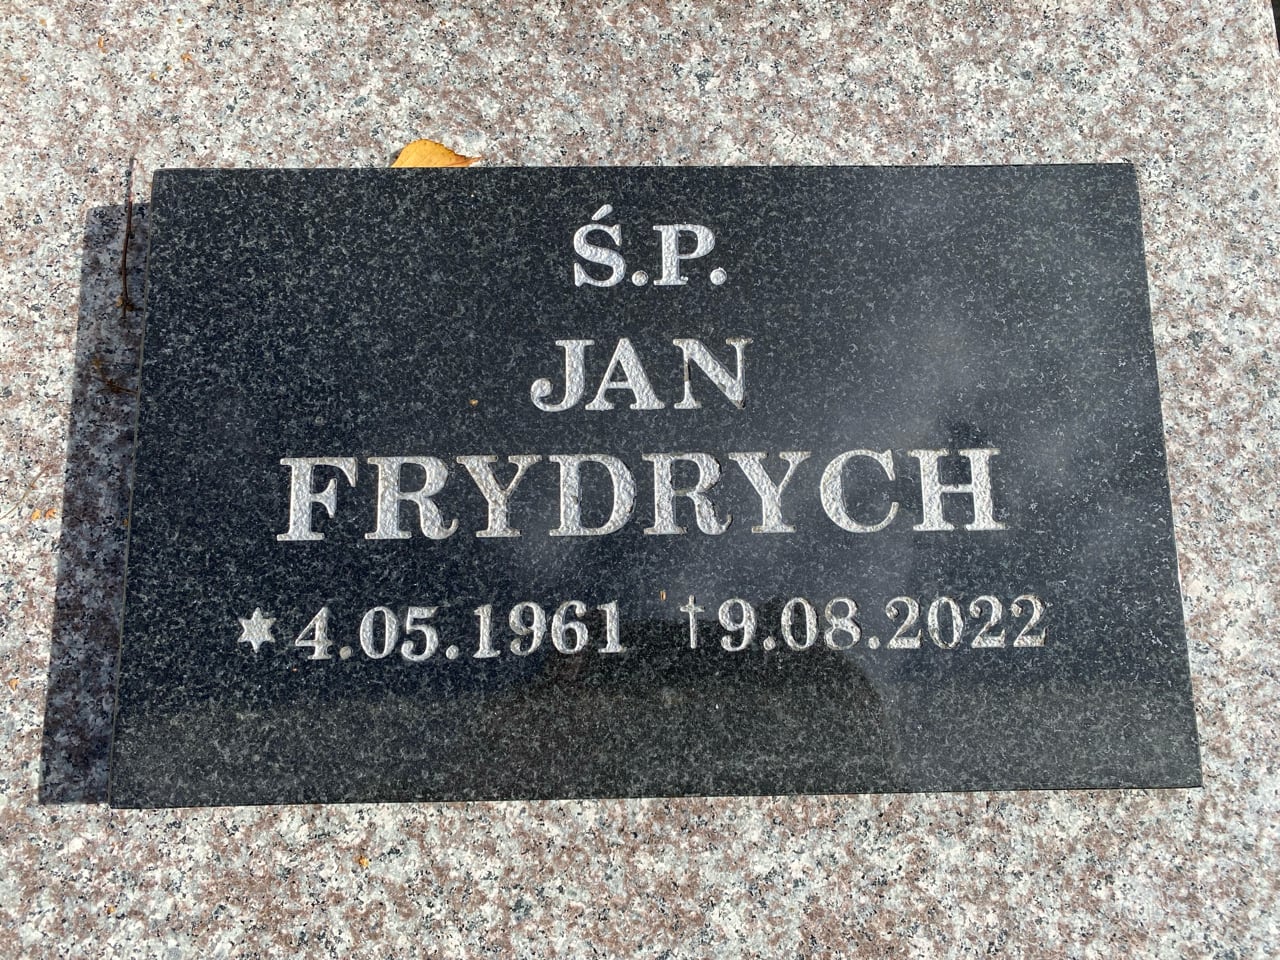 Ś.P.
JAN
FRYDRYCH
✶4.05.1961 †9.08.2022